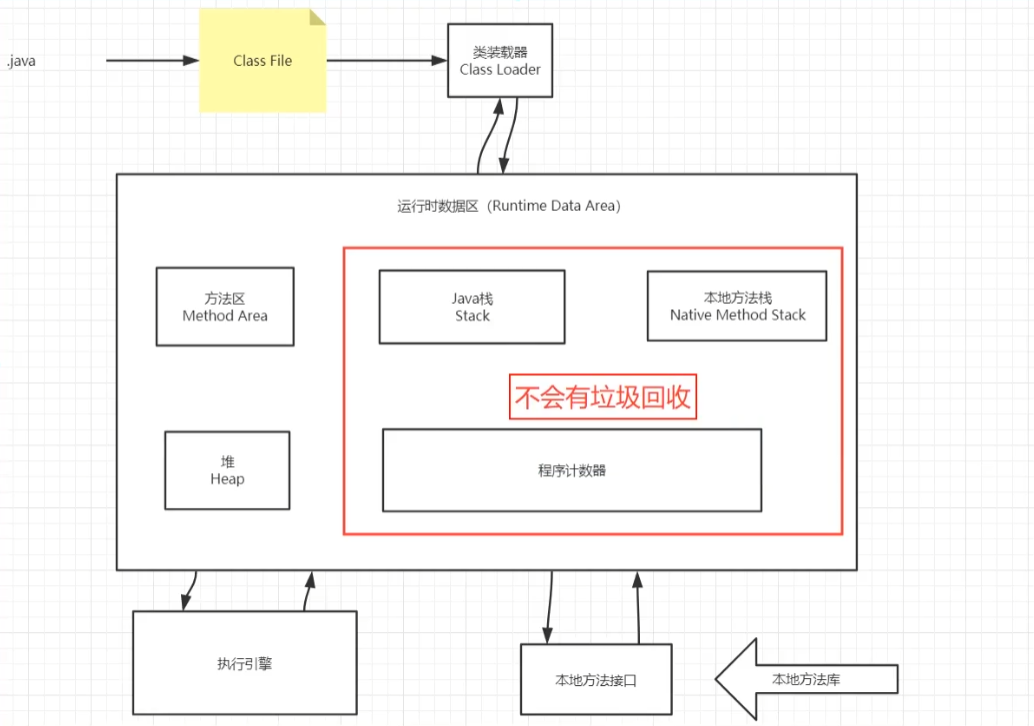 .java
Class File
类装载器
Class Loader
运行时数据区（Runtime Data Area）
方法区
Method Area
Java栈
Stack
本地方法栈
Native Method Stack
不会有垃圾回收
堆
Heap
程序计数器
执行引擎
本地方法接口
本地方法库